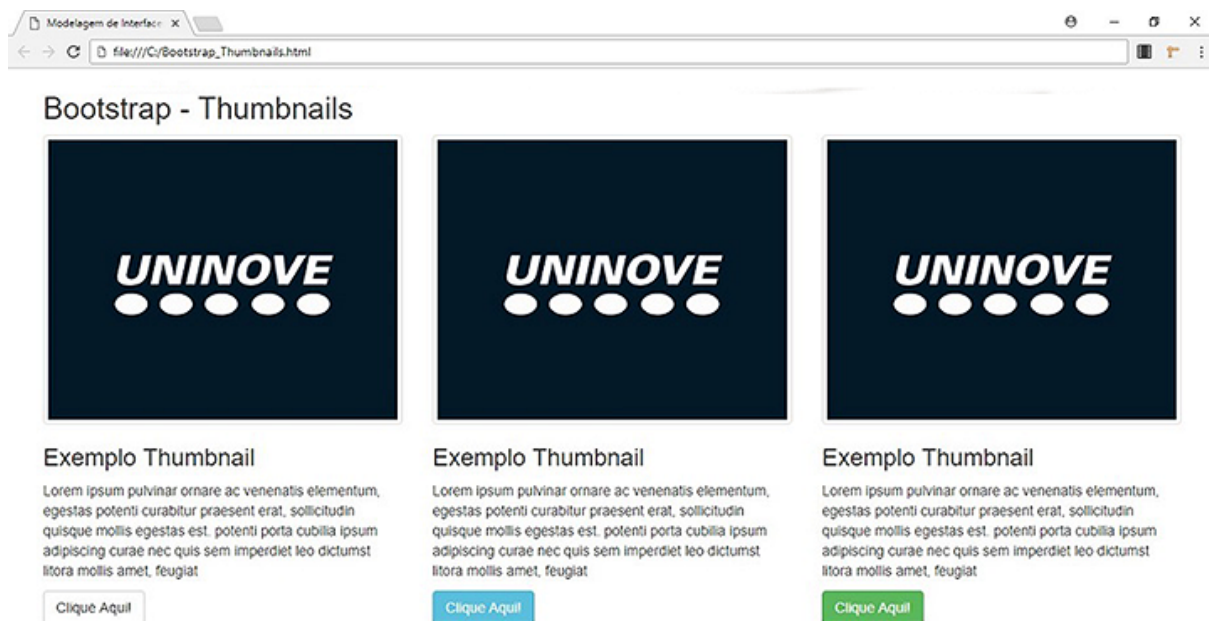 Modelagem de Interface
file:///C:/Bootstrap_Thumbnails.html
Bootstrap - Thumbnails
UNINOVE
UNINOVE
UNINOVE
Exemplo Thumbnail
Lorem ipsum pulvinar ornare ac venenatis elementum,
egestas potenti curabitur praesent erat, sollicitudin
quisque mollis egestas est. potenti porta cubilia ipsum
adipiscing curae nec quis sem imperdiet leo dictumst
litora mollis amet, feugiat
Clique Aqui!
Exemplo Thumbnail
Lorem ipsum pulvinar ornare ac venenatis elementum,
egestas potenti curabitur praesent erat, sollicitudin
quisque mollis egestas est. potenti porta cubilia ipsum
adipiscing curae nec quis sem imperdiet leo dictumst
litora mollis amet, feugiat
Clique Aqui!
Exemplo Thumbnail
Lorem ipsum pulvinar ornare ac venenatis elementum,
egestas potenti curabitur praesent erat, sollicitudin
quisque mollis egestas est. potenti porta cubilia ipsum
adipiscing curae nec quis sem imperdiet leo dictumst
litora mollis amet, feugiat
Clique Aqui!